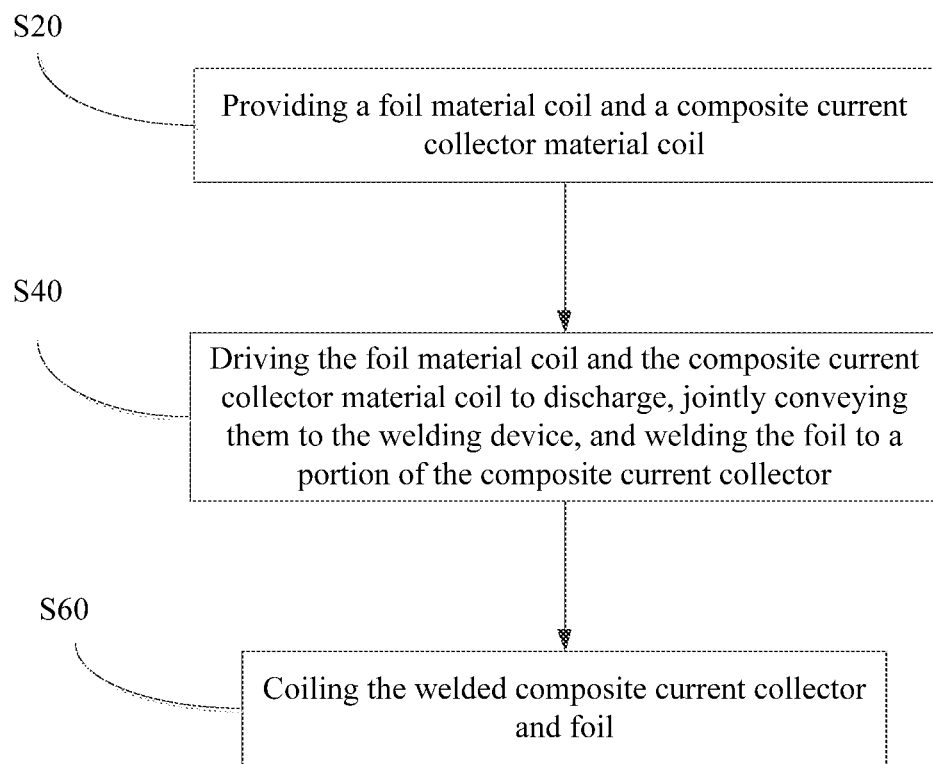 S20
Providing a foil material coil and a composite current
collector material coil
S40
Driving the foil material coil and the composite current
collector material coil to discharge, jointly conveying
them to the welding device, and welding the foil to a
portion of the composite current collector
S60
Coiling the welded composite current collector
and foil